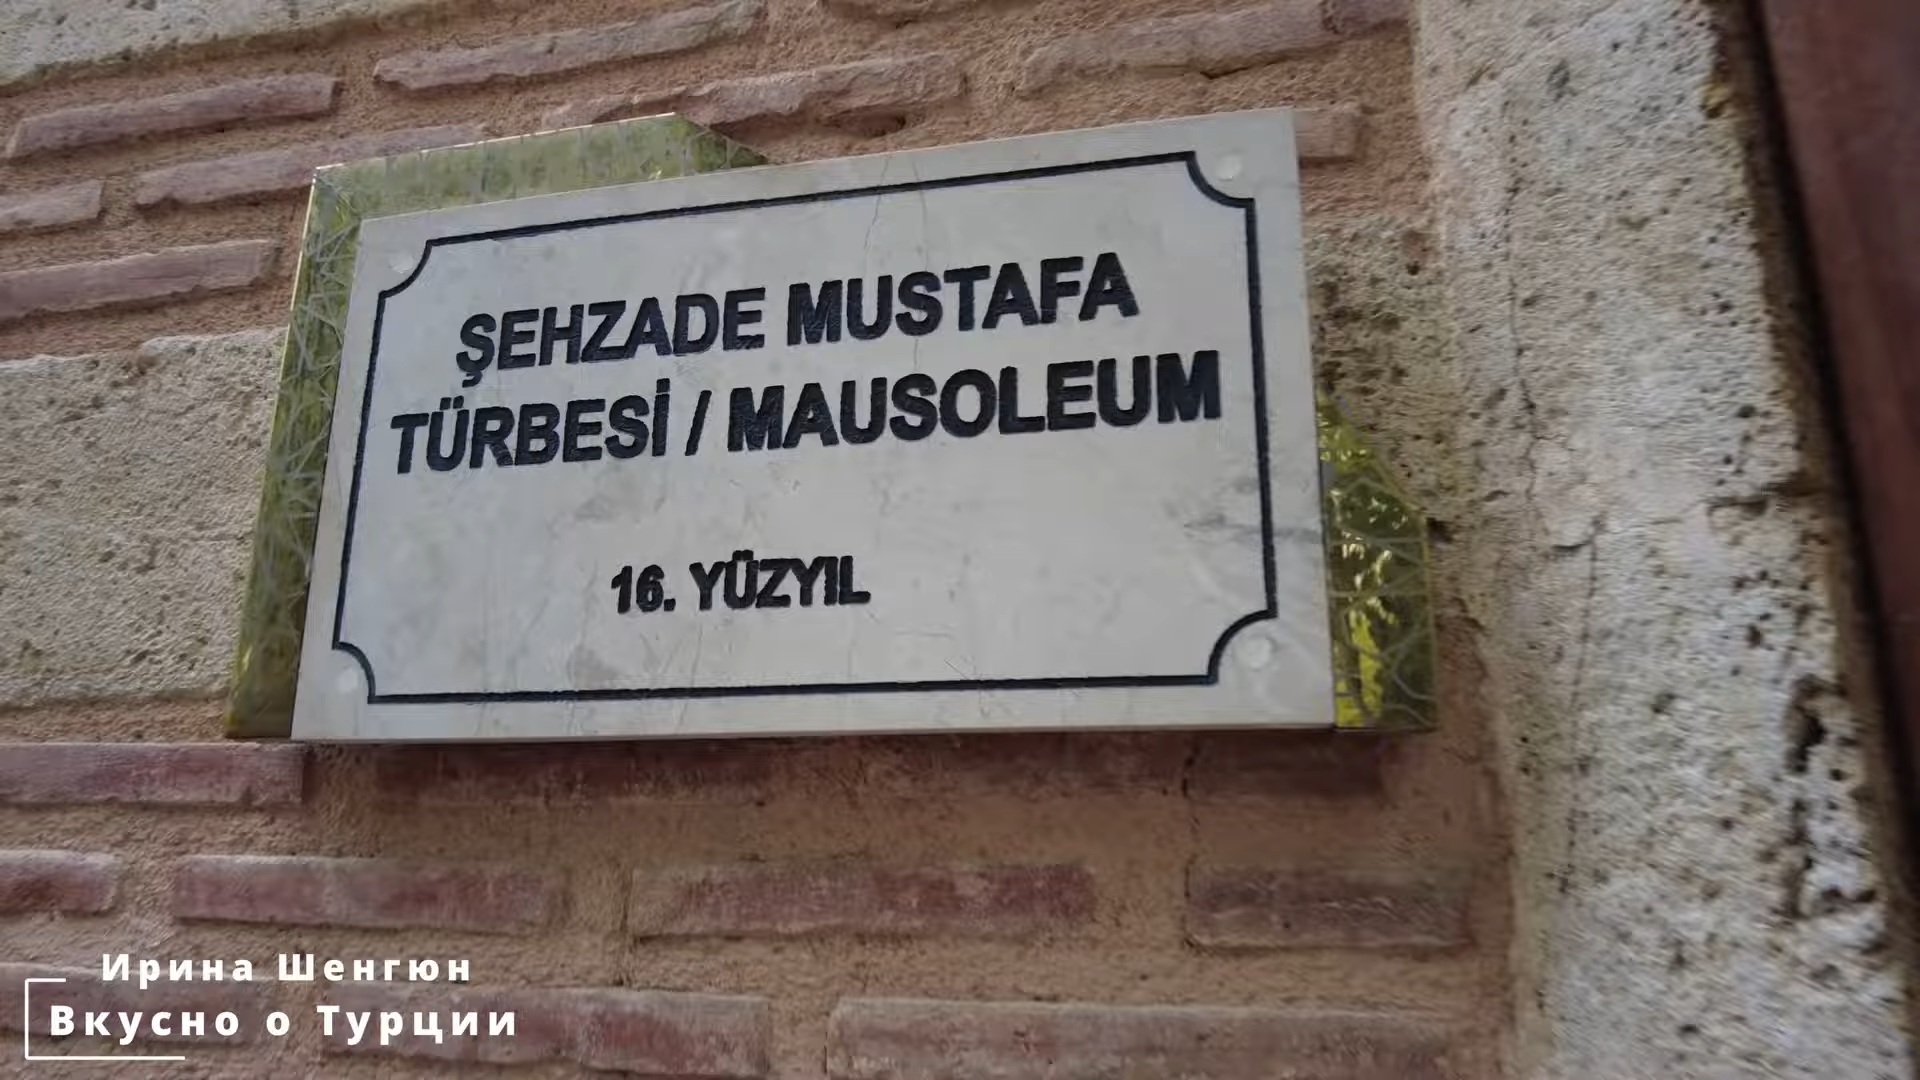 ŞEHZADE MUSTAFA
TÜRBESİ / MAUSOLEUM
16. YÜZYIL
Ирина Шенгюн
Вкусно о Турции